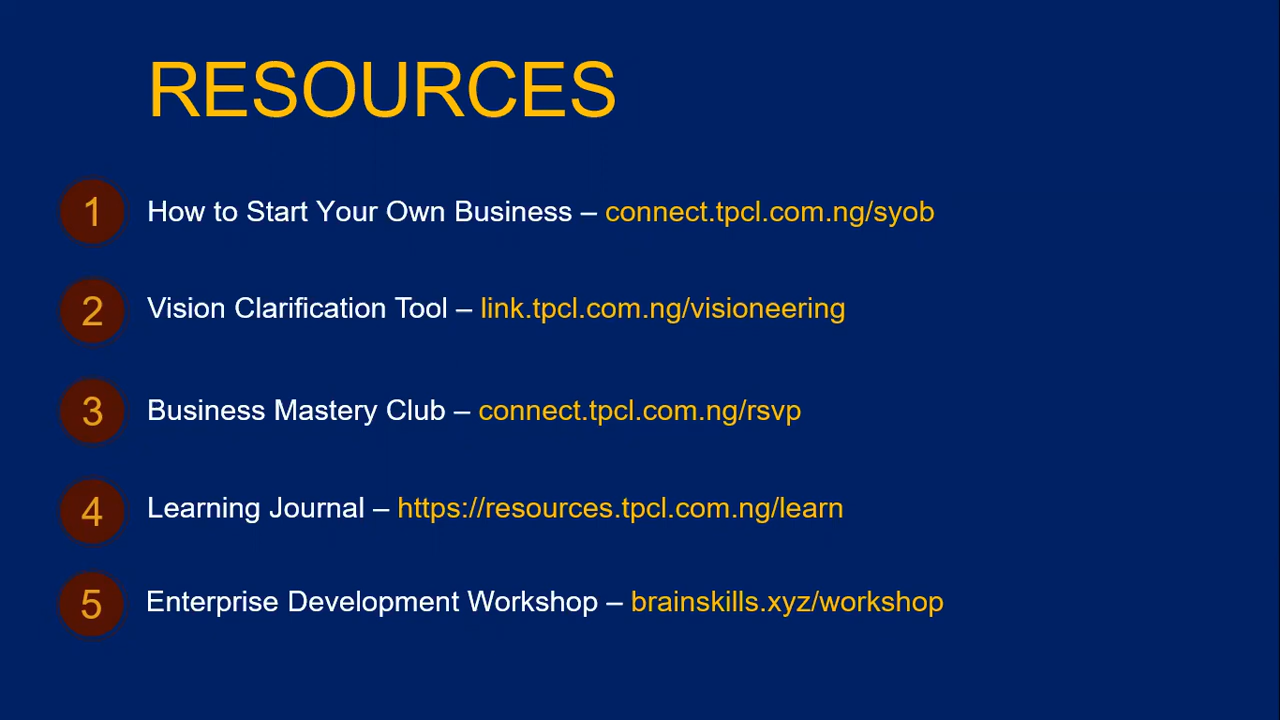 RESOURCES
1 How to Start Your Own Business – connect.tpcl.com.ng/syob
2 Vision Clarification Tool – link.tpcl.com.ng/visioneering
3 Business Mastery Club – connect.tpcl.com.ng/rsvp
4 Learning Journal – https://resources.tpcl.com.ng/learn
5 Enterprise Development Workshop – brainskills.xyz/workshop